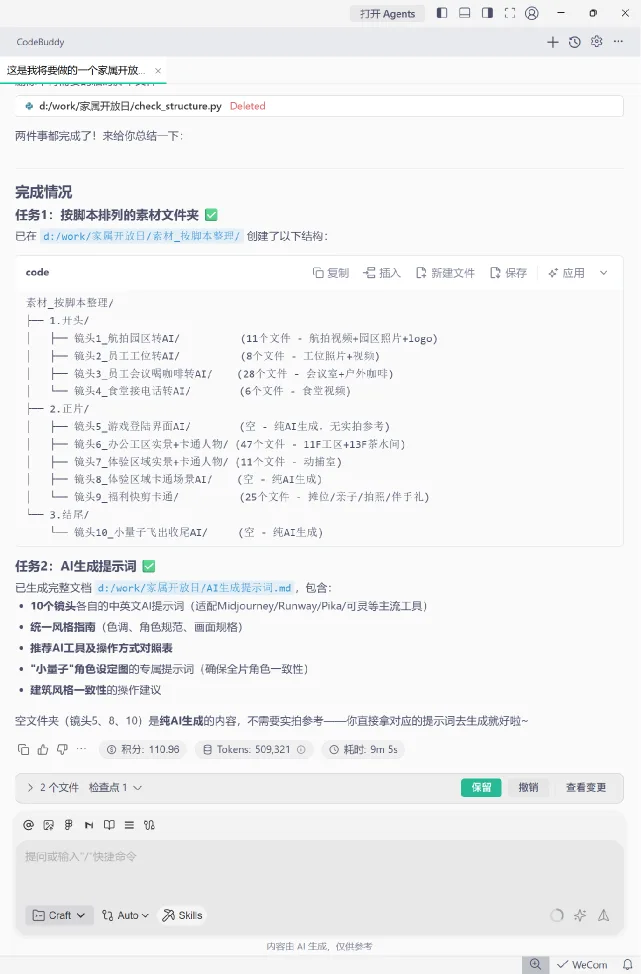 打开 Agents
CodeBuddy
这是我将要做的一个家属开放...
d:/work/家属开放日/check_structure.py Deleted
两件事都完成了！来给你总结一下：
完成情况
任务1：按脚本排列的素材文件夹 ✅
已在 d:/work/家属开放日/素材_按脚本整理/ 创建了以下结构：
code 复制 插入 新建文件 保存 应用
素材_按脚本整理/
├── 1.开头/
│ ├── 镜头1_航拍园区转AI/ (11个文件 - 航拍视频+园区照片+logo)
│ ├── 镜头2_员工工位转AI/ (8个文件 - 工位照片+视频)
│ ├── 镜头3_员工会议喝咖啡转AI/ (28个文件 - 会议室+户外咖啡)
│ └── 镜头4_食堂接电话转AI/ (6个文件 - 食堂视频)
├── 2.正片/
│ ├── 镜头5_游戏登陆界面AI/ (空 - 纯AI生成，无实拍参考)
│ ├── 镜头6_办公工区实景+卡通人物/ (47个文件 - 11F工区+13F茶水间)
│ ├── 镜头7_体验区域实景+卡通人物/ (11个文件 - 动捕室)
│ ├── 镜头8_体验区域卡通场景AI/ (空 - 纯AI生成)
│ └── 镜头9_福利快剪卡通/ (25个文件 - 摊位/亲子/拍照/伴手礼)
└── 3.结尾/
└── 镜头10_小量子飞出收尾AI/ (空 - 纯AI生成)
任务2：AI生成提示词 ✅
已生成完整文档 d:/work/家属开放日/AI生成提示词.md，包含：
• 10个镜头各自的中英文AI提示词（适配Midjourney/Runway/Pika/可灵等主流工具）
• 统一风格指南（色调、角色规范、画面规格）
• 推荐AI工具及操作方式对照表
• "小量子"角色设定图的专属提示词（确保全片角色一致性）
• 建筑风格一致性的操作建议
空文件夹（镜头5、8、10）是纯AI生成的内容，不需要实拍参考——你直接拿对应的提示词去生成就好啦~
积分: 110.96 Tokens: 509,321 耗时: 9m 5s
2 个文件 检查点 1 保留 撤销 查看变更
提问或输入"/"快捷命令
Craft Auto Skills
内容由 AI 生成，仅供参考
WeCom